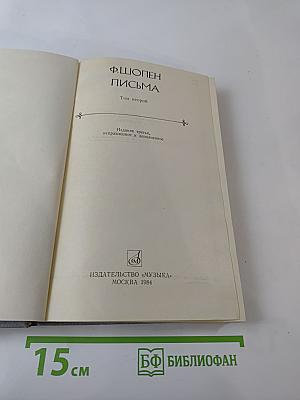 Ф. ШОПЕН
ПИСЬМА
Том второй
Издание третье,
исправленное и дополненное
ИЗДАТЕЛЬСТВО «МУЗЫКА»
МОСКВА 1984
15 см
БФ БИБЛИОФАН